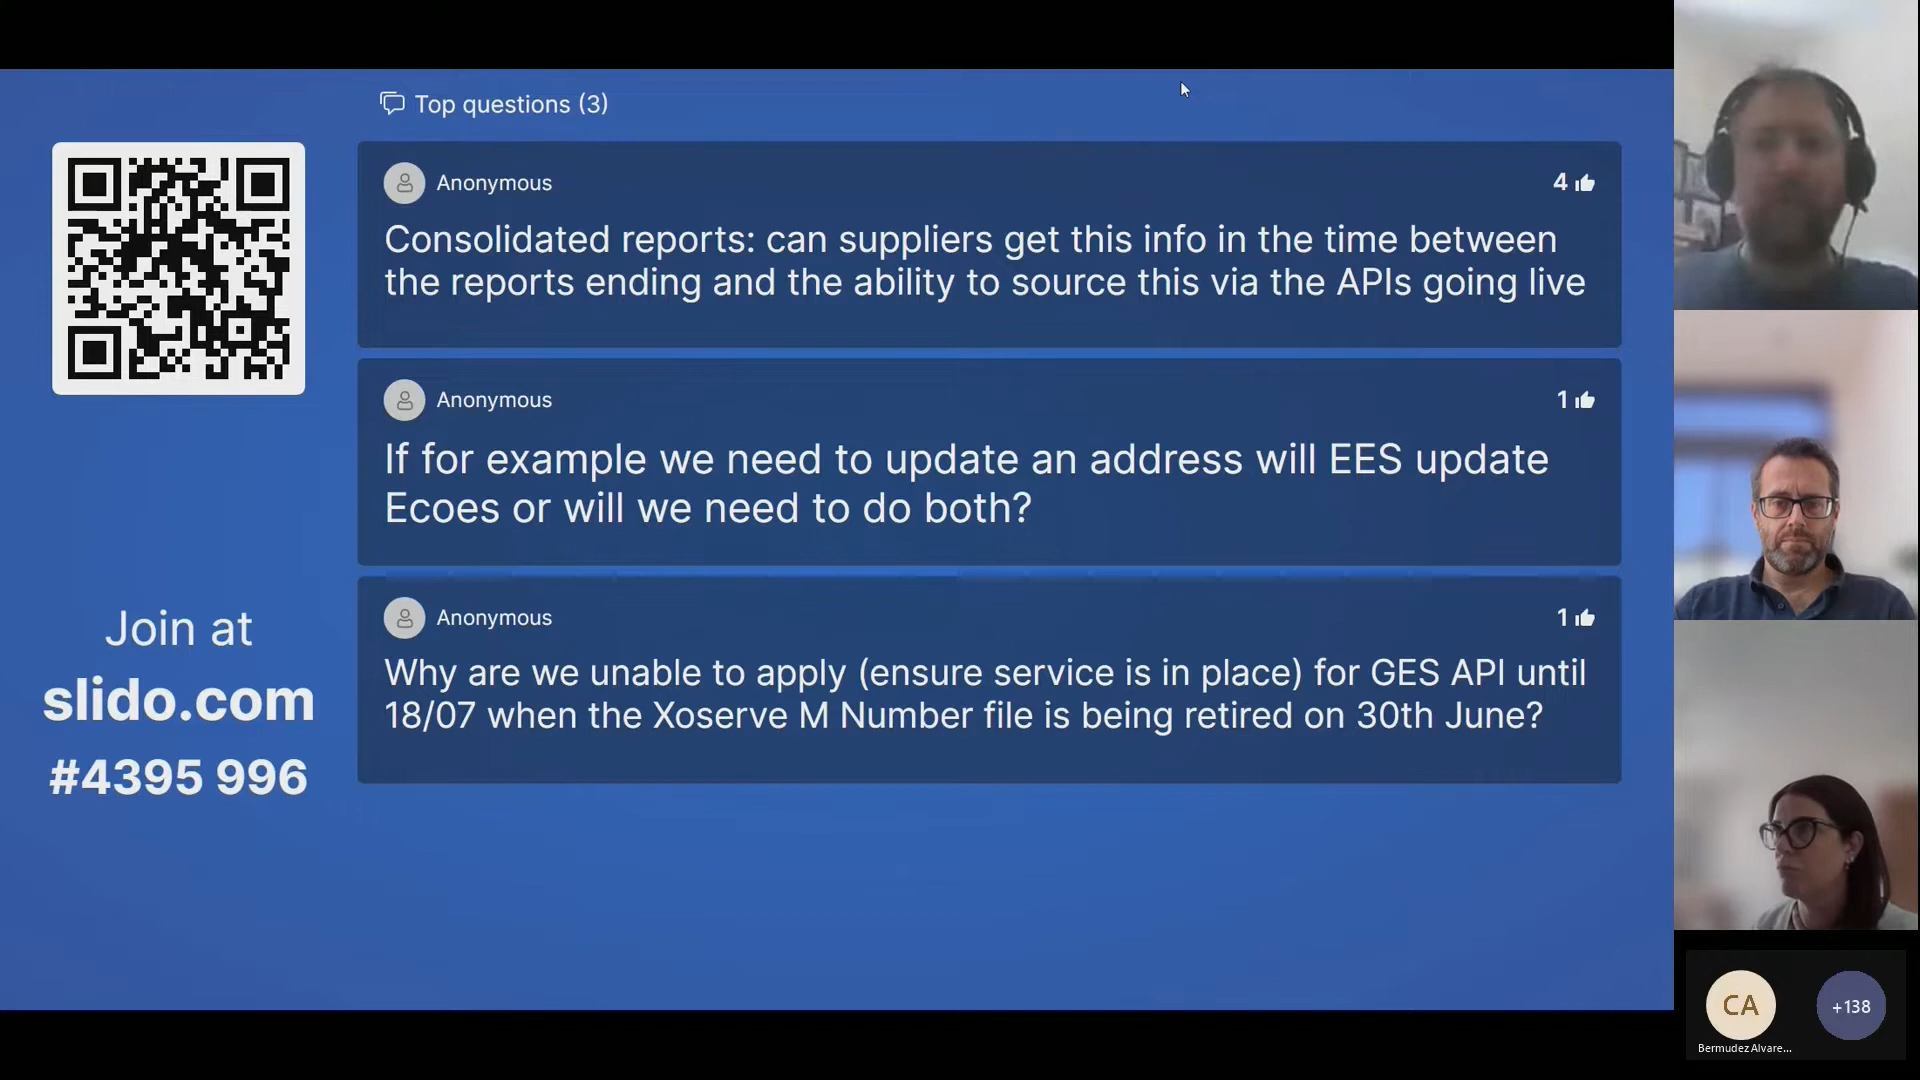 Top questions (3)
Anonymous
4
Consolidated reports: can suppliers get this info in the time between
the reports ending and the ability to source this via the APIs going live
Anonymous
1
If for example we need to update an address will EES update
Ecoes or will we need to do both?
Anonymous
1
Why are we unable to apply (ensure service is in place) for GES API until
18/07 when the Xoserve M Number file is being retired on 30th June?
Join at
slido.com
#4395 996
CA
+138
Bermudez Alvare...